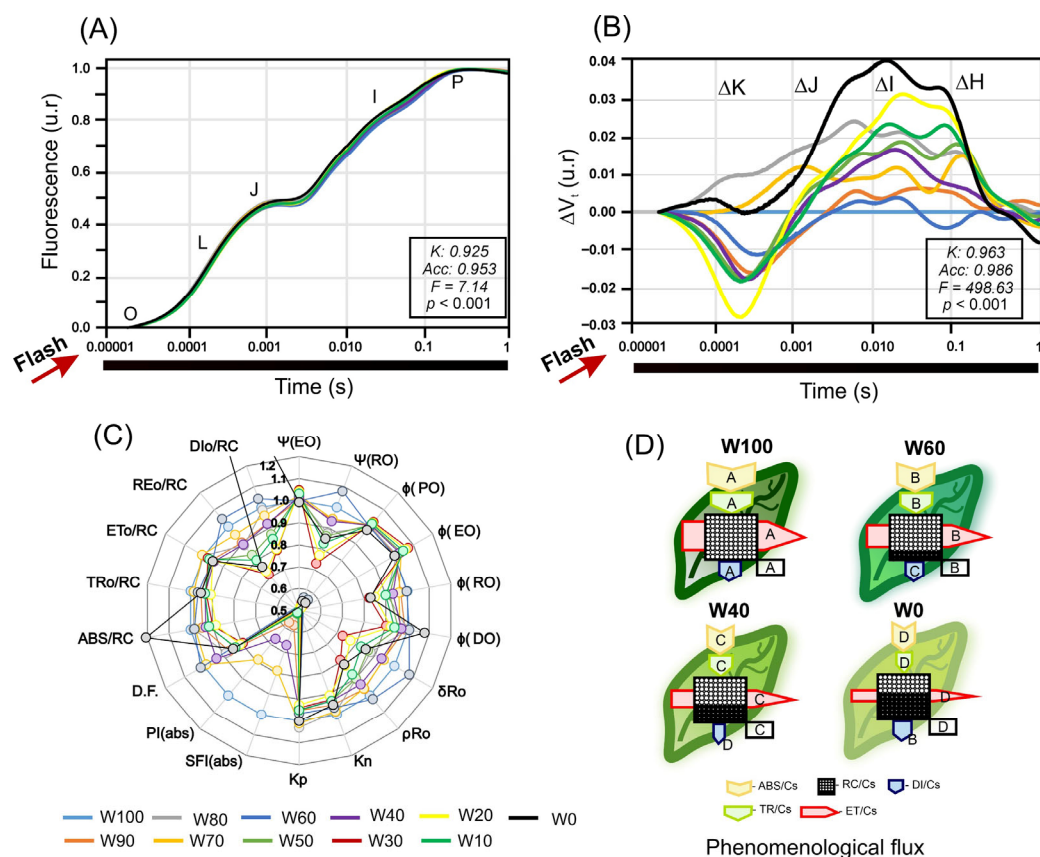 (A)
Fluorescence (u.r)
1.0
0.8
0.6
0.4
0.2
0.0
O
L
J
I
P
K: 0.925
Acc: 0.953
F = 7.14
p < 0.001
0.00001 0.0001 0.001 0.010 0.1 1
Flash
Time (s)
(B)
ΔVt (u.r)
0.04
0.03
0.02
0.01
0.00
-0.01
-0.02
-0.03
ΔK ΔJ ΔI ΔH
K: 0.963
Acc: 0.986
F = 498.63
p < 0.001
0.00001 0.0001 0.001 0.010 0.1 1
Flash
Time (s)
(C)
Ψ(EO)
Ψ(RO)
ϕ(PO)
ϕ(EO)
ϕ(RO)
ϕ(DO)
δRo
ρRo
Kn
Kp
SFI(abs)
PI(abs)
D.F.
ABS/RC
TRo/RC
ETo/RC
REo/RC
DIo/RC
1.2
1.1
1.0
0.9
0.8
0.7
0.6
0.5
W100 W80 W60 W40 W20 W0
W90 W70 W50 W30 W10
(D)
W100 W60
A
A
A
A A
B
B
B
C B
W40 W0
C
C
C
D C
D
D
D
B D
-ABS/Cs -RC/Cs -DI/Cs
-TR/Cs -ET/Cs
Phenomenological flux